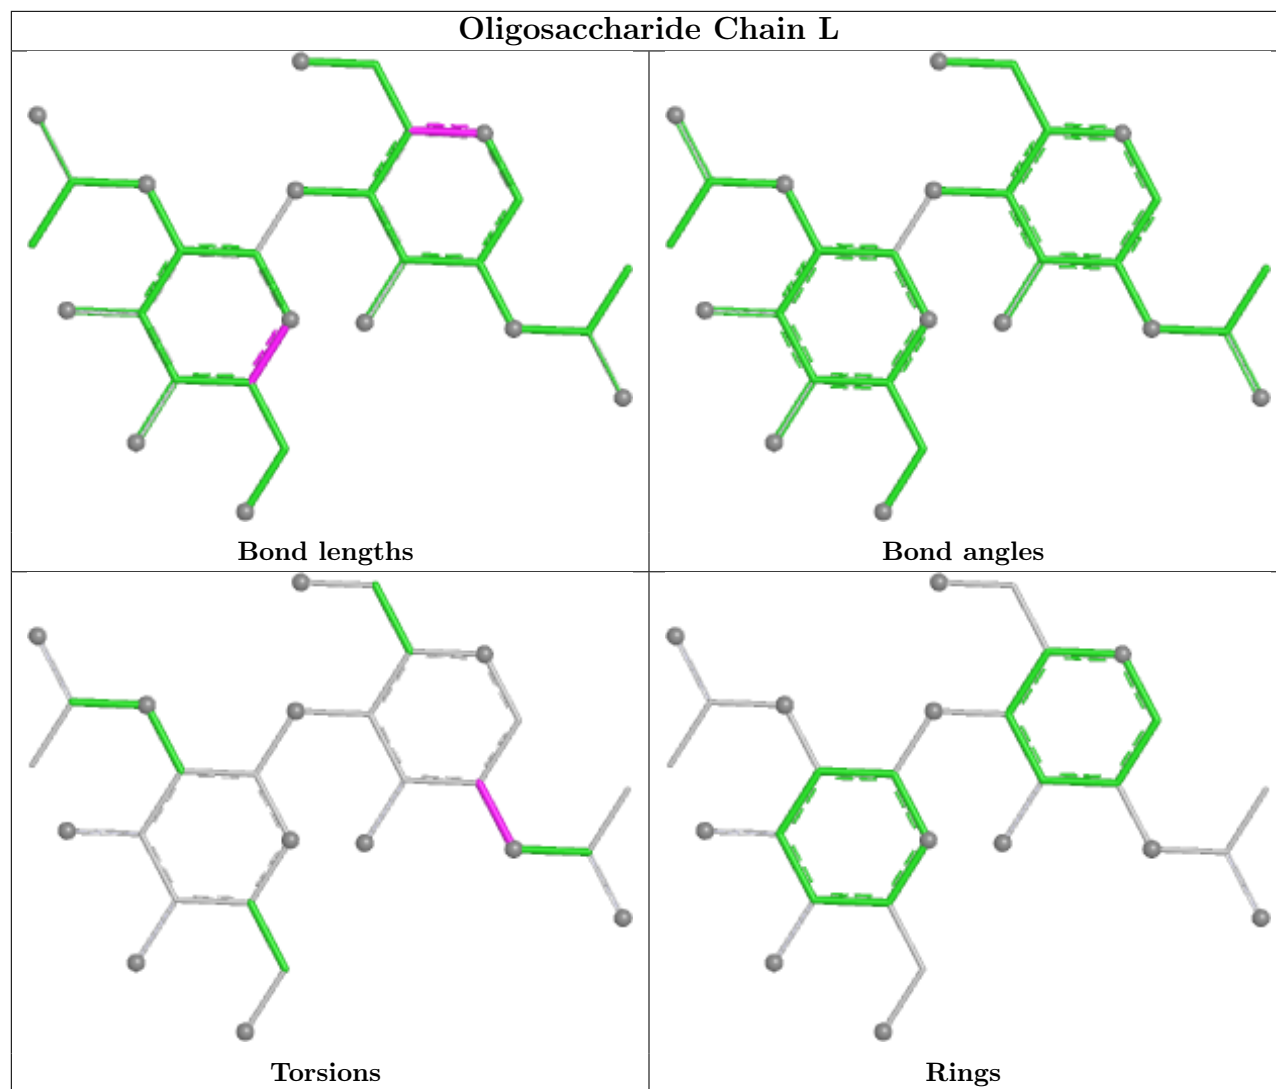 Oligosaccharide Chain L
Bond lengths
Bond angles
Torsions
Rings